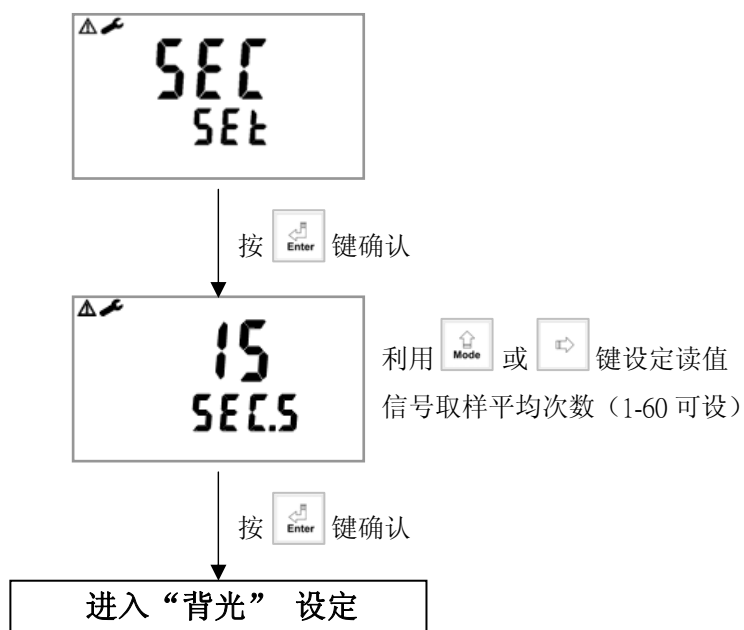 SEC
SEt
按 Enter 键确认
15
SEC.S
利用 Mode 或 键设定读值
信号取样平均次数（1-60 可设）
按 Enter 键确认
进入“背光” 设定